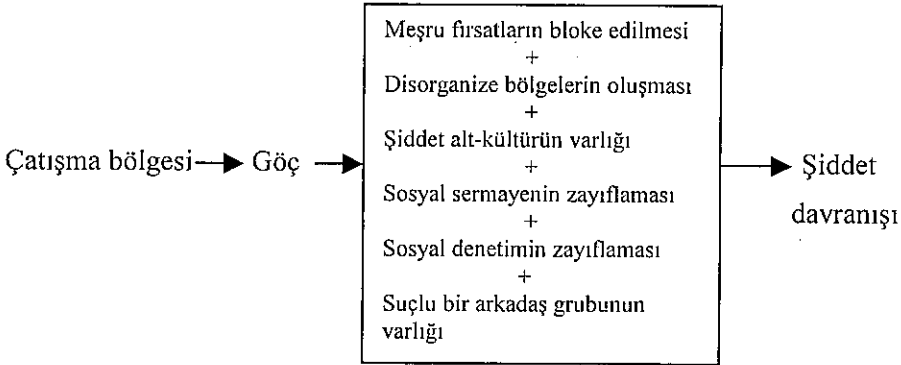 Meşru fırsatların bloke edilmesi
+
Disorganize bölgelerin oluşması
+
Şiddet alt-kültürün varlığı
+
Sosyal sermayenin zayıflaması
+
Sosyal denetimin zayıflaması
+
Suçlu bir arkadaş grubunun
varlığı
Çatışma bölgesi
Göç
Şiddet
davranışı